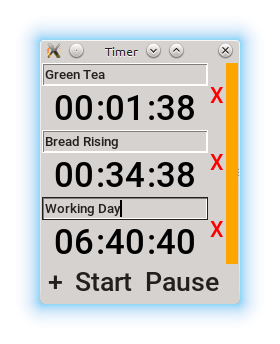 Timer
Green Tea
X
00:01:38
Bread Rising
X
00:34:38
Working Day
X
06:40:40
+ Start Pause